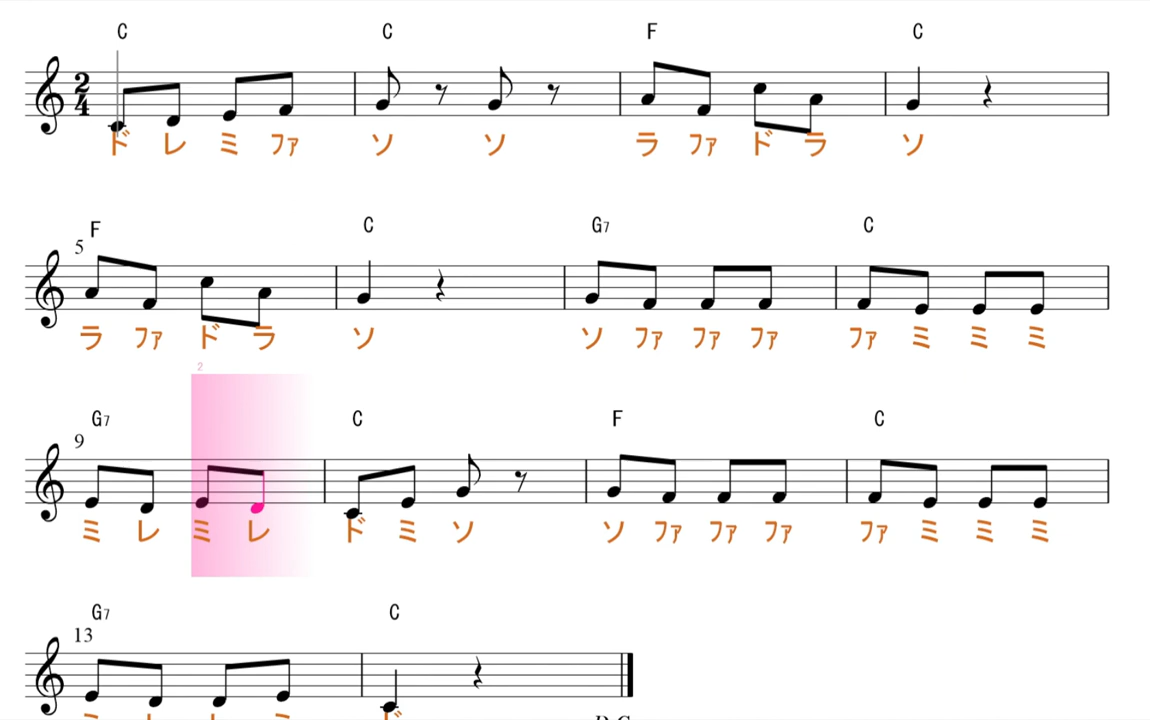 C C F C
2
4
ド レ ミ ファ ソ ソ ラ ファ ド ラ ソ
F C G7 C
5
ラ ファ ド ラ ソ ソ ファ ファ ファ ファ ミ ミ ミ
2
G7 C F C
9
ミ レ ミ レ ド ミ ソ ソ ファ ファ ファ ファ ミ ミ ミ
G7 C
13